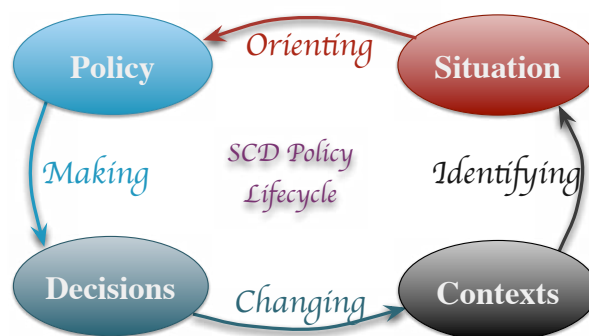 Orienting
Policy
Situation
SCD Policy
Lifecycle
Making
Identifying
Decisions
Changing
Contexts